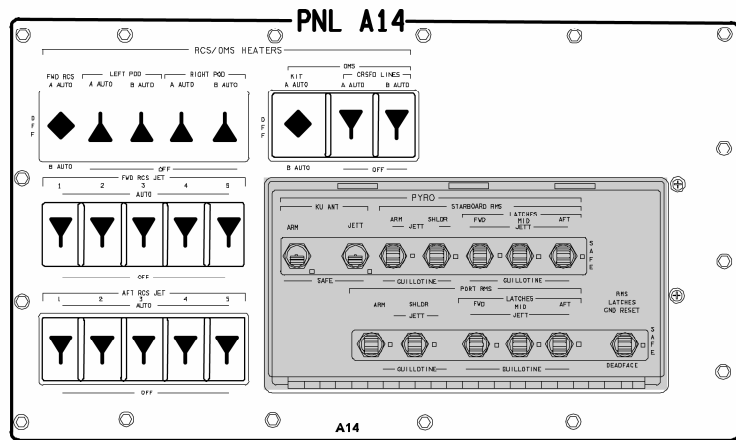 PNL A14
RCS/OMS HEATERS
FWD RCS
A AUTO
LEFT POD
A AUTO B AUTO
RIGHT POD
A AUTO B AUTO
OFF
B AUTO
OFF
OMS
KIT
A AUTO
CRSFD LINES
A AUTO B AUTO
OFF
B AUTO
OFF
FWD RCS JET
1 2 3 4 5
AUTO
OFF
AFT RCS JET
1 2 3 4 5
AUTO
OFF
PYRO
KU ANT
ARM JETT
SAFE
STARBOARD RMS
ARM SHLDR
JETT
GUILLOTINE
LATCHES
FWD MID AFT
JETT
GUILLOTINE
SAFE
PORT RMS
ARM SHLDR
JETT
GUILLOTINE
LATCHES
FWD MID AFT
JETT
GUILLOTINE
RMS
LATCHES
GND RESET
SAFE
DEADFACE
A14